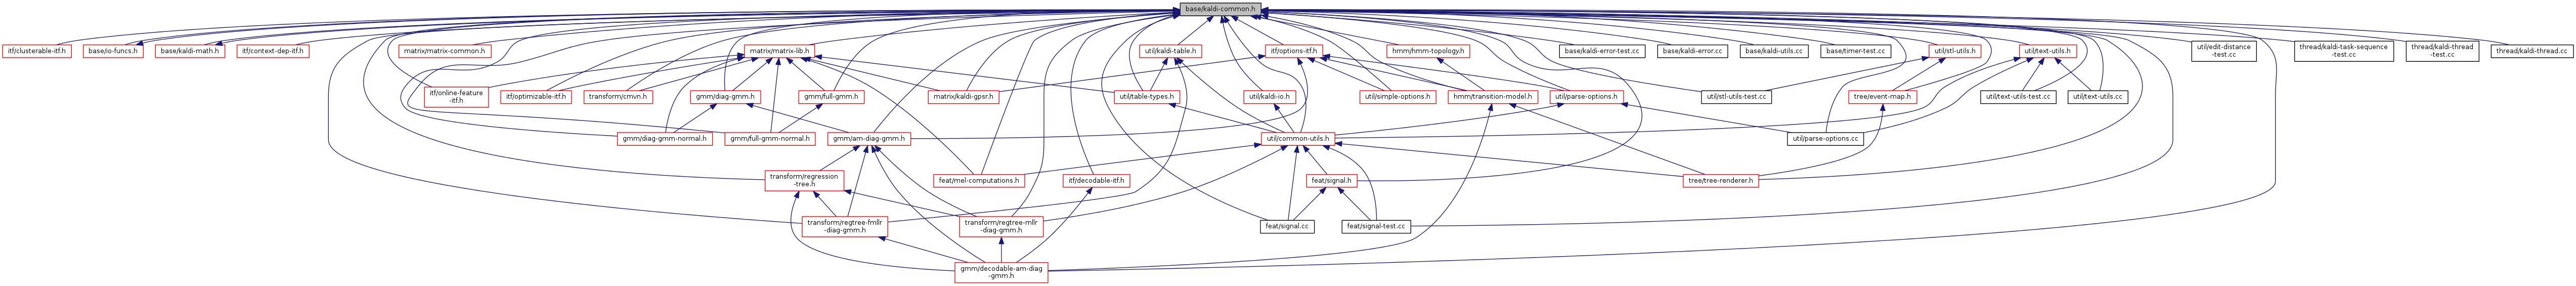 base/kaldi-common.h
itf/clusterable-itf.h
base/io-funcs.h
base/kaldi-math.h
itf/context-dep-itf.h
matrix/matrix-common.h
matrix/matrix-lib.h
util/kaldi-table.h
itf/options-itf.h
hmm/hmm-topology.h
base/kaldi-error-test.cc
base/kaldi-error.cc
base/kaldi-utils.cc
base/timer-test.cc
util/stl-utils.h
util/text-utils.h
util/edit-distance
-test.cc
thread/kaldi-task-sequence
-test.cc
thread/kaldi-thread
-test.cc
thread/kaldi-thread.cc
itf/online-feature
-itf.h
itf/optimizable-itf.h
transform/cmvn.h
gmm/diag-gmm.h
gmm/full-gmm.h
matrix/kaldi-gpsr.h
util/table-types.h
util/kaldi-io.h
util/simple-options.h
hmm/transition-model.h
util/parse-options.h
util/stl-utils-test.cc
tree/event-map.h
util/text-utils-test.cc
util/text-utils.cc
gmm/diag-gmm-normal.h
gmm/full-gmm-normal.h
gmm/am-diag-gmm.h
util/common-utils.h
util/parse-options.cc
transform/regression
-tree.h
feat/mel-computations.h
itf/decodable-itf.h
feat/signal.h
tree/tree-renderer.h
transform/regtree-fmllr
-diag-gmm.h
transform/regtree-mllr
-diag-gmm.h
feat/signal.cc
feat/signal-test.cc
gmm/decodable-am-diag
-gmm.h